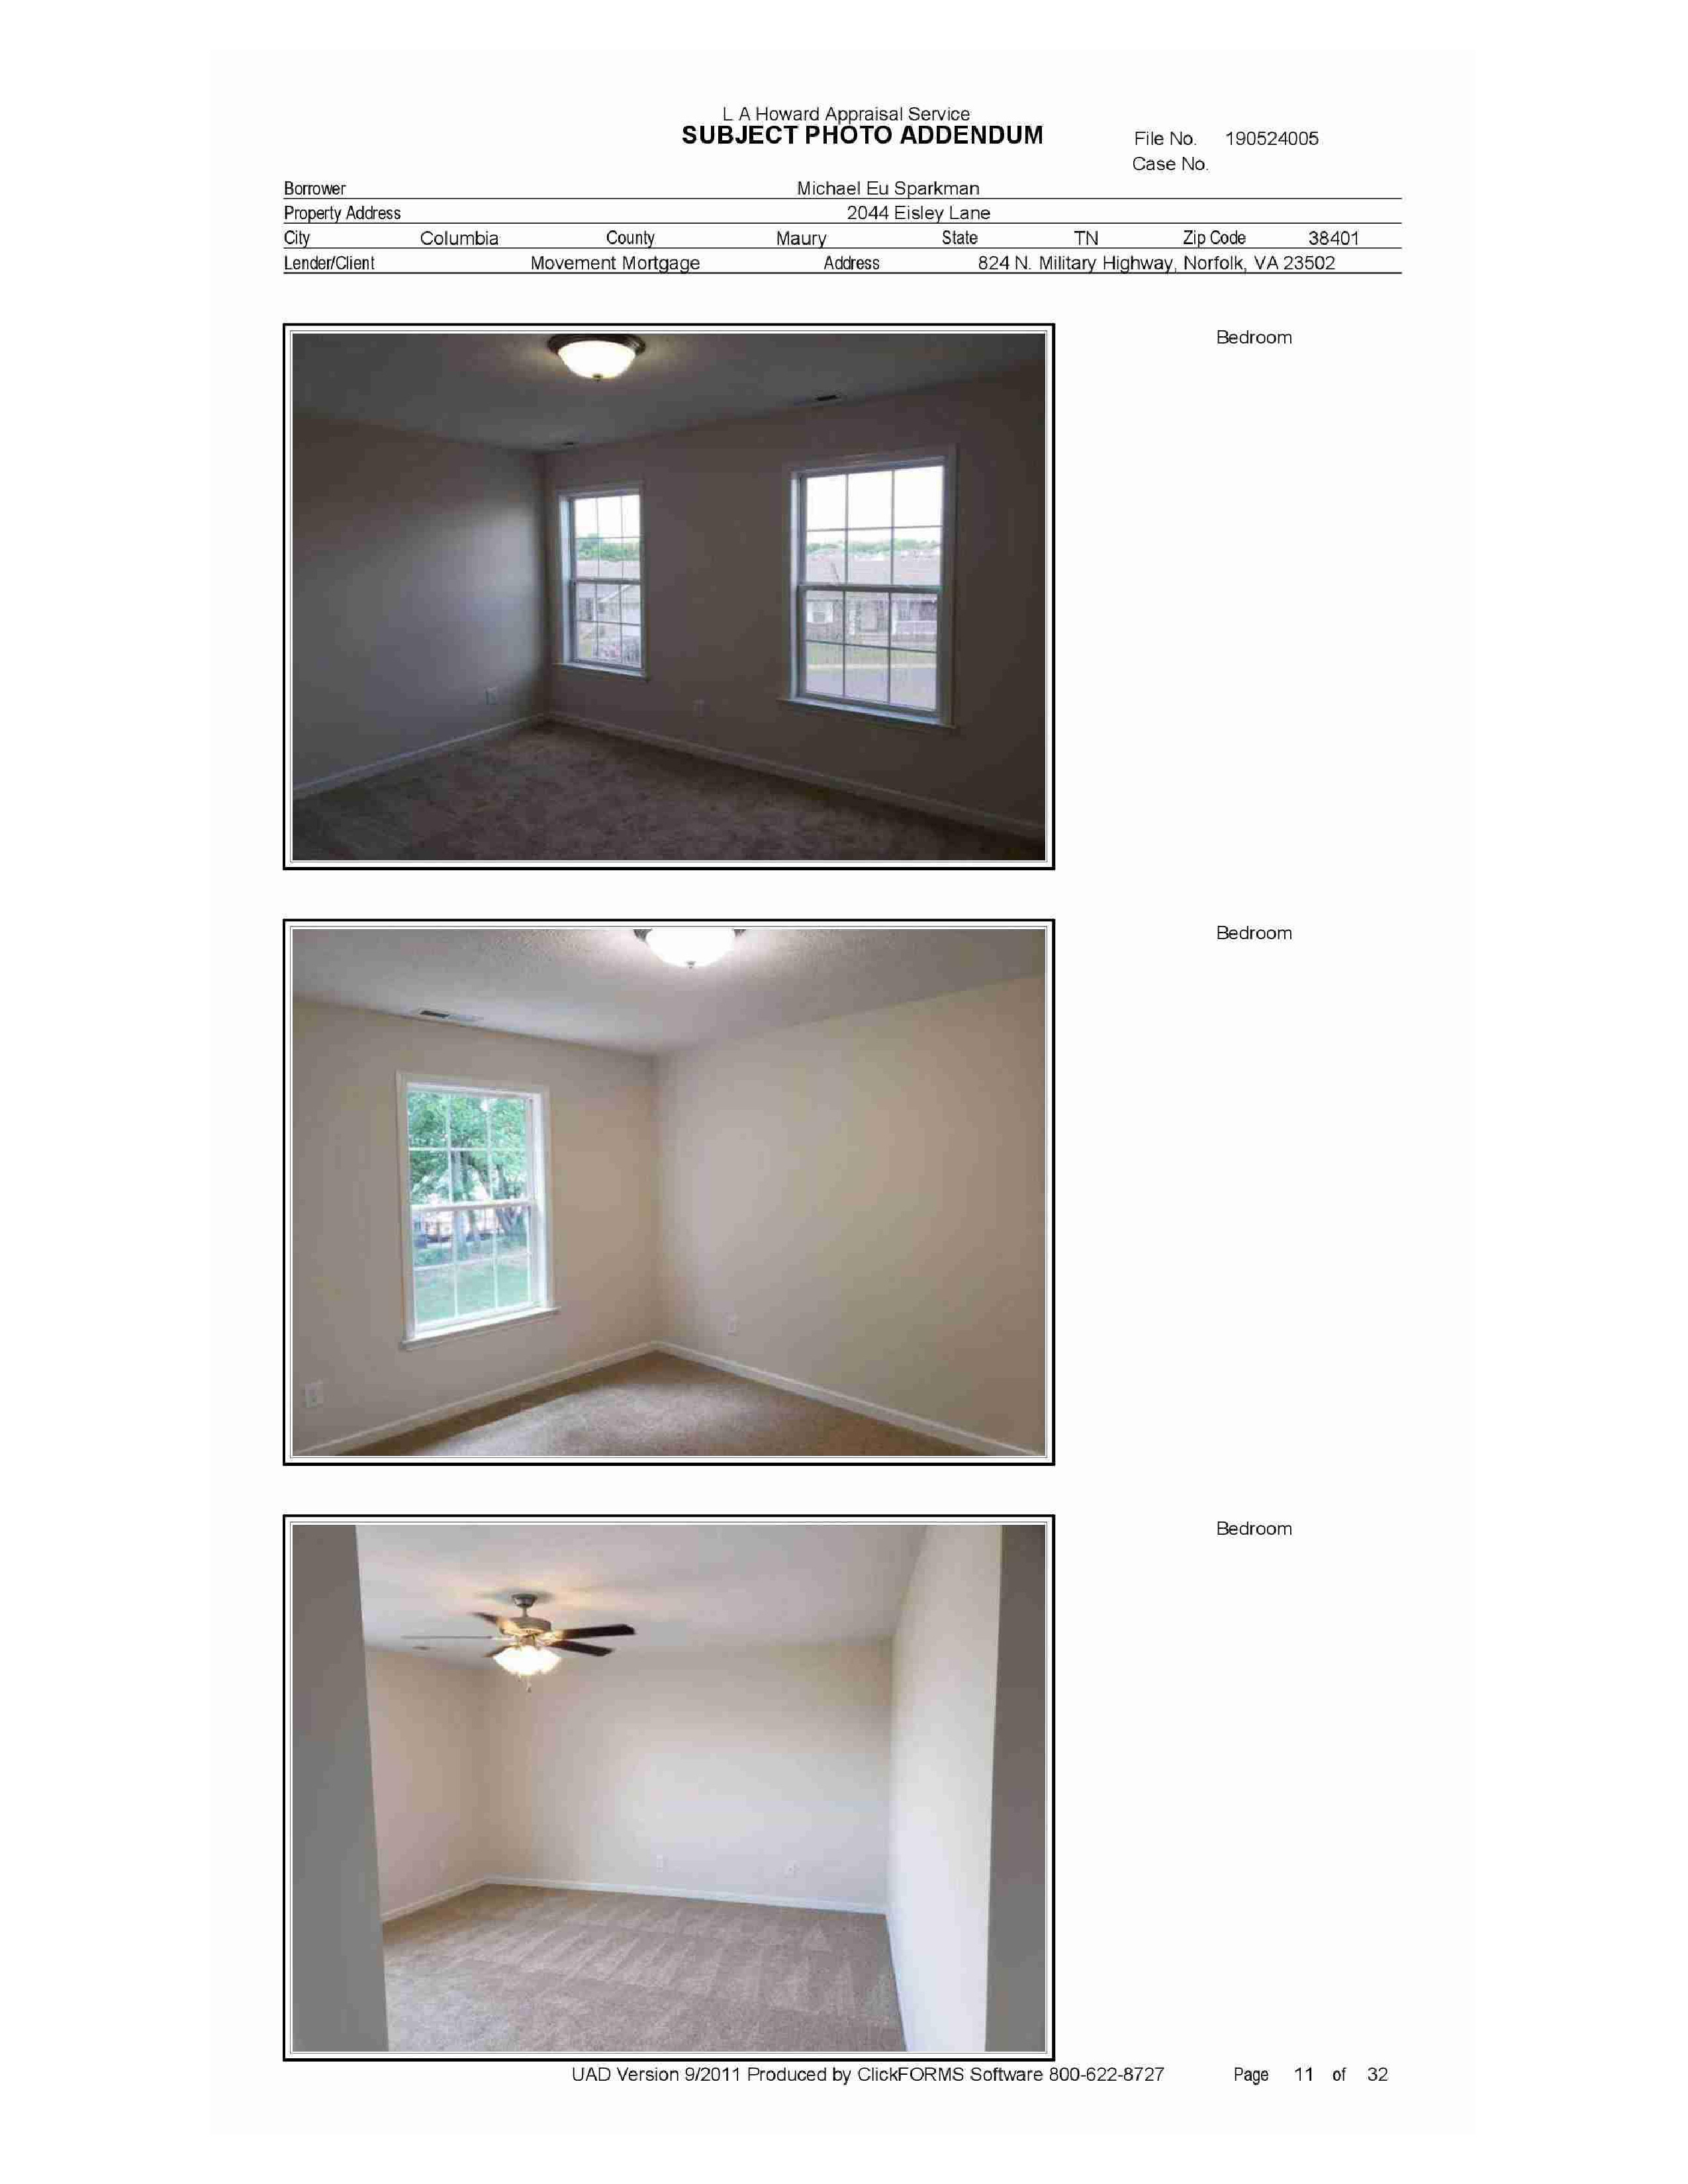 L A Howard Appraisal Service
SUBJECT PHOTO ADDENDUM
File No. 190524005
Case No.
Borrower Michael Eu Sparkman
Property Address 2044 Eisley Lane
City Columbia County Maury State TN Zip Code 38401
Lender/Client Movement Mortgage Address 824 N. Military Highway, Norfolk, VA 23502
Bedroom
Bedroom
Bedroom
UAD Version 9/2011 Produced by ClickFORMS Software 800-622-8727 Page 11 of 32